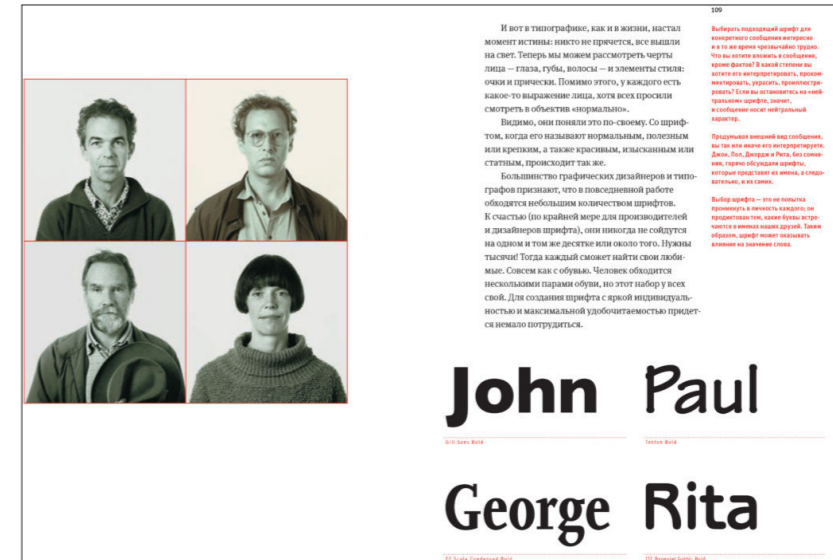 109
И вот в типографике, как и в жизни, настал
момент истины: никто не прячется, все вышли
на свет. Теперь мы можем рассмотреть черты
лица — глаза, губы, волосы — и элементы стиля:
очки и прически. Помимо этого, у каждого есть
какое-то выражение лица, хотя всех просили
смотреть в объектив «нормально».
Видимо, они поняли это по-своему. Со шриф-
том, когда его называют нормальным, полезным
или крепким, а также красивым, изысканным или
статным, происходит так же.
Большинство графических дизайнеров и типо-
графов признают, что в повседневной работе
обходятся небольшим количеством шрифтов.
К счастью (по крайней мере для производителей
и дизайнеров шрифта), они никогда не сойдутся
на одном и том же десятке или около того. Нужны
тысячи! Тогда каждый сможет найти свои люби-
мые. Совсем как с обувью. Человек обходится
несколькими парами обуви, но этот набор у всех
свой. Для создания шрифта с яркой индивидуаль-
ностью и максимальной удобочитаемостью придет-
ся немало потрудиться.
Выбирать подходящий шрифт для
конкретного сообщения интересно
и в то же время чрезвычайно трудно.
Что вы хотите вложить в сообщение,
кроме фактов? В какой степени вы
хотите его интерпретировать, проком-
ментировать, украсить, проиллюстри-
ровать? Если вы остановитесь на «ней-
тральном» шрифте, значит,
и сообщение носит нейтральный
характер.
Продумывая внешний вид сообщения,
вы так или иначе его интерпретируете.
Джон, Пол, Джордж и Рита, без сомне-
ния, горячо обсуждали шрифты,
которые представят их имена, а следо-
вательно, и их самих.
Выбор шрифта — это не попытка
проникнуть в личность каждого; он
продиктован тем, какие буквы встре-
чаются в именах наших друзей. Таким
образом, шрифт может оказывать
влияние на значение слова.
John
Paul
Gill Sans Bold
Tekton Bold
George
Rita
FF Scala Condensed Bold